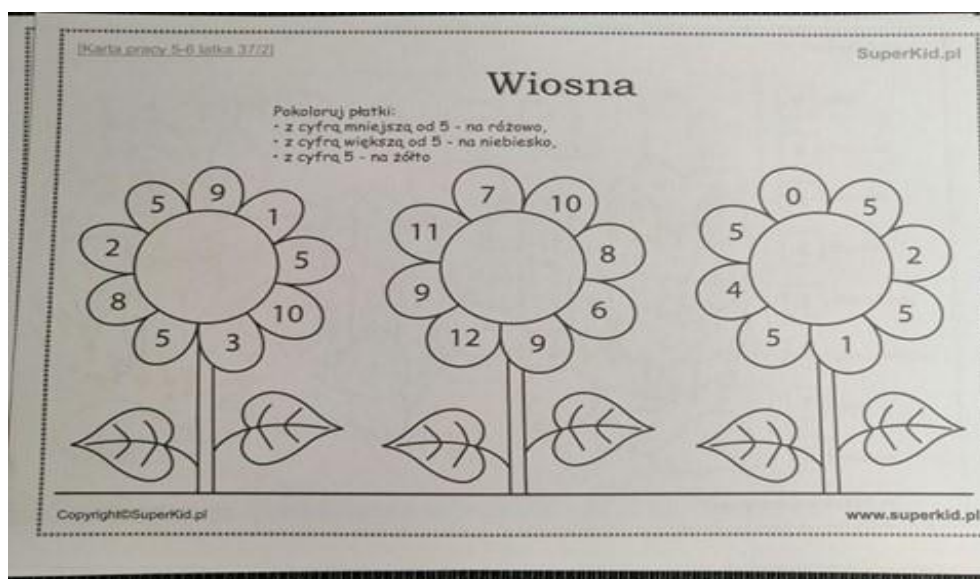 [Karta pracy 5-6 latka 37/2]
SuperKid.pl
Wiosna
Pokoloruj płatki:
• z cyfrą mniejszą od 5 - na różowo,
• z cyfrą większą od 5 - na niebiesko,
• z cyfrą 5 - na żółto
9
1
5
10
3
5
8
2
5
7
10
8
6
9
12
9
11
0
5
2
5
1
5
4
5
Copyright©SuperKid.pl
www.superkid.pl